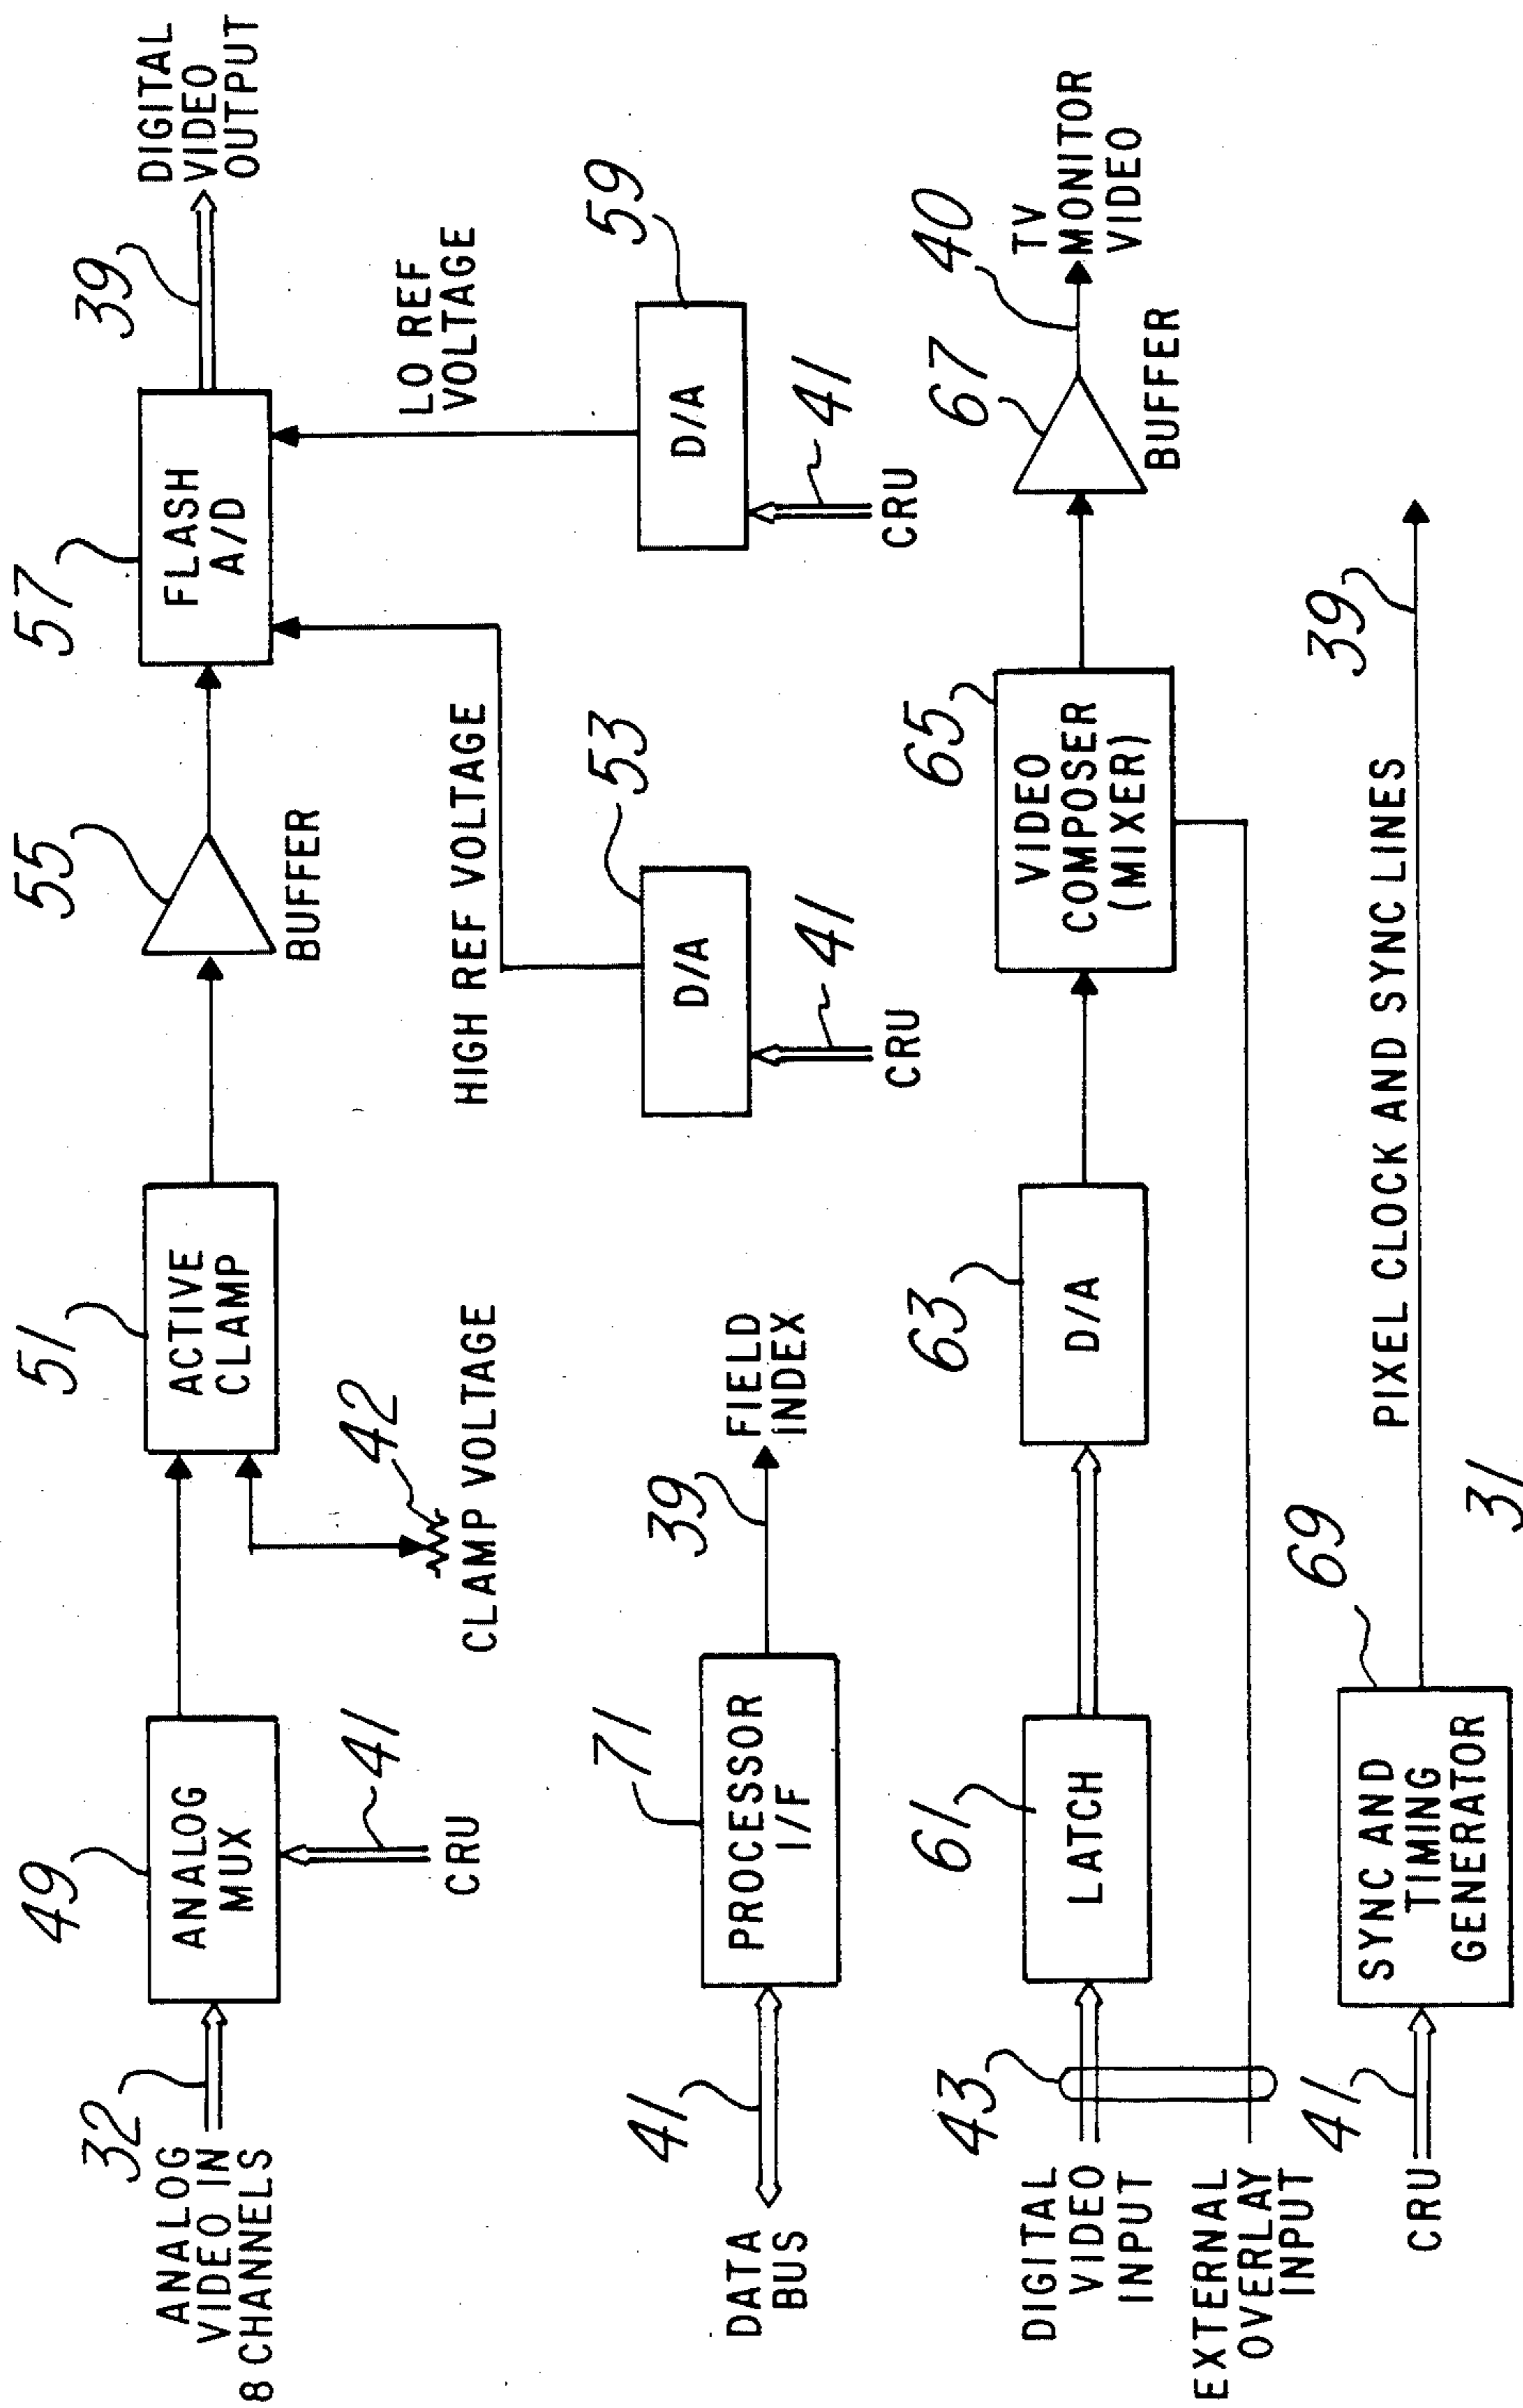 ANALOG
VIDEO IN
8 CHANNELS
32
49
ANALOG
MUX
41
CRU
51
ACTIVE
CLAMP
42
CLAMP VOLTAGE
55
BUFFER
57
FLASH
A/D
39
DIGITAL
VIDEO
OUTPUT
HIGH REF VOLTAGE
53
D/A
41
CRU
LO REF
VOLTAGE
59
D/A
41
CRU
DATA
BUS
41
71
PROCESSOR
I/F
39
FIELD
INDEX
DIGITAL
VIDEO
INPUT
43
61
LATCH
63
D/A
65
VIDEO
COMPOSER
(MIXER)
67
BUFFER
40
TV
MONITOR
VIDEO
EXTERNAL
OVERLAY
INPUT
CRU
41
69
SYNC AND
TIMING
GENERATOR
PIXEL CLOCK AND SYNC LINES
39
31